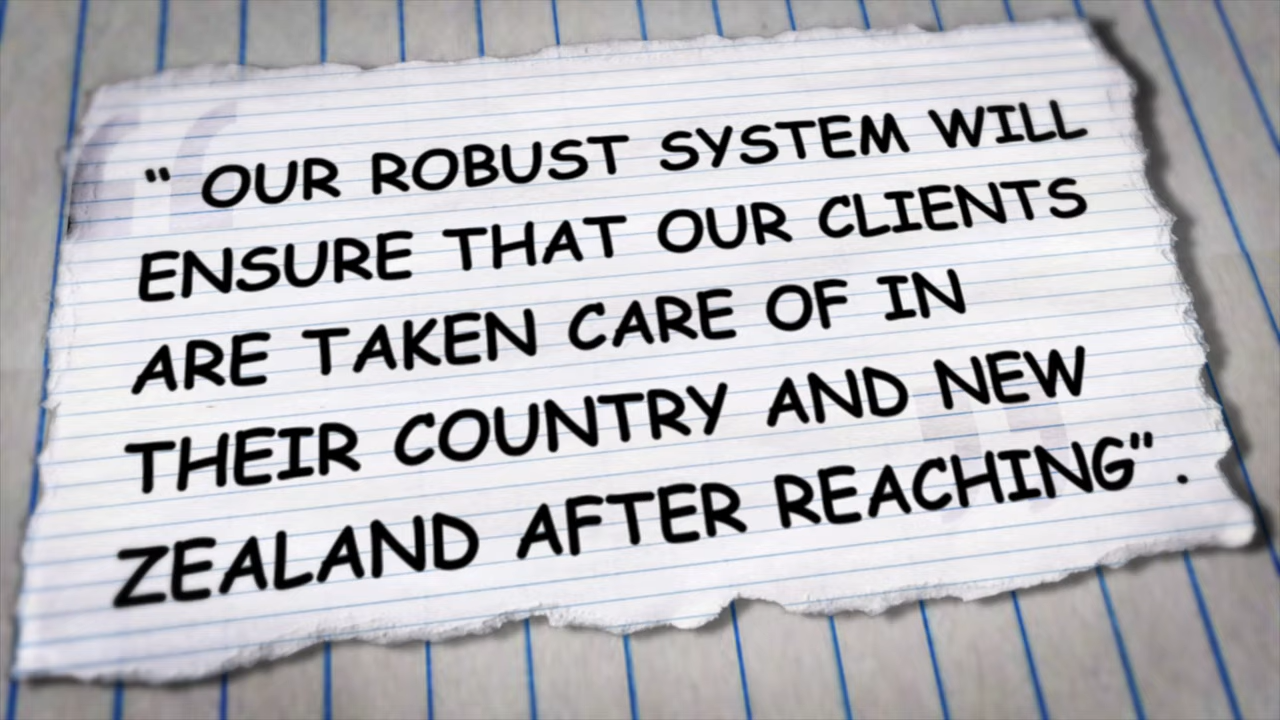 “ OUR ROBUST SYSTEM WILL
ENSURE THAT OUR CLIENTS
ARE TAKEN CARE OF IN
THEIR COUNTRY AND NEW
ZEALAND AFTER REACHING” .